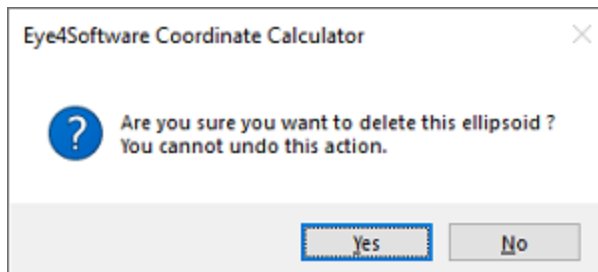 Eye4Software Coordinate Calculator
Are you sure you want to delete this ellipsoid ?
You cannot undo this action.
Yes
No